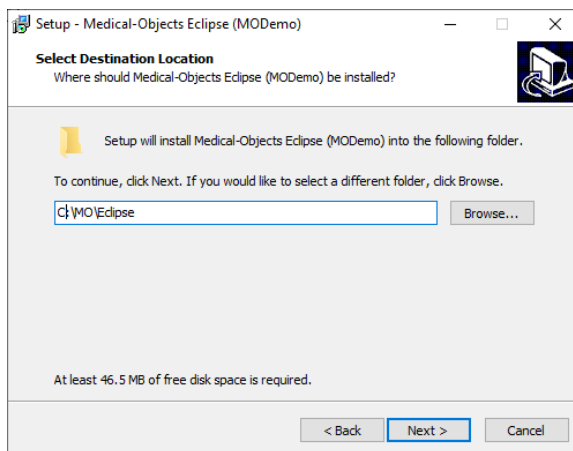 Setup - Medical-Objects Eclipse (MODemo)
Select Destination Location
Where should Medical-Objects Eclipse (MODemo) be installed?
Setup will install Medical-Objects Eclipse (MODemo) into the following folder.
To continue, click Next. If you would like to select a different folder, click Browse.
C:\MO\Eclipse
Browse...
At least 46.5 MB of free disk space is required.
< Back
Next >
Cancel